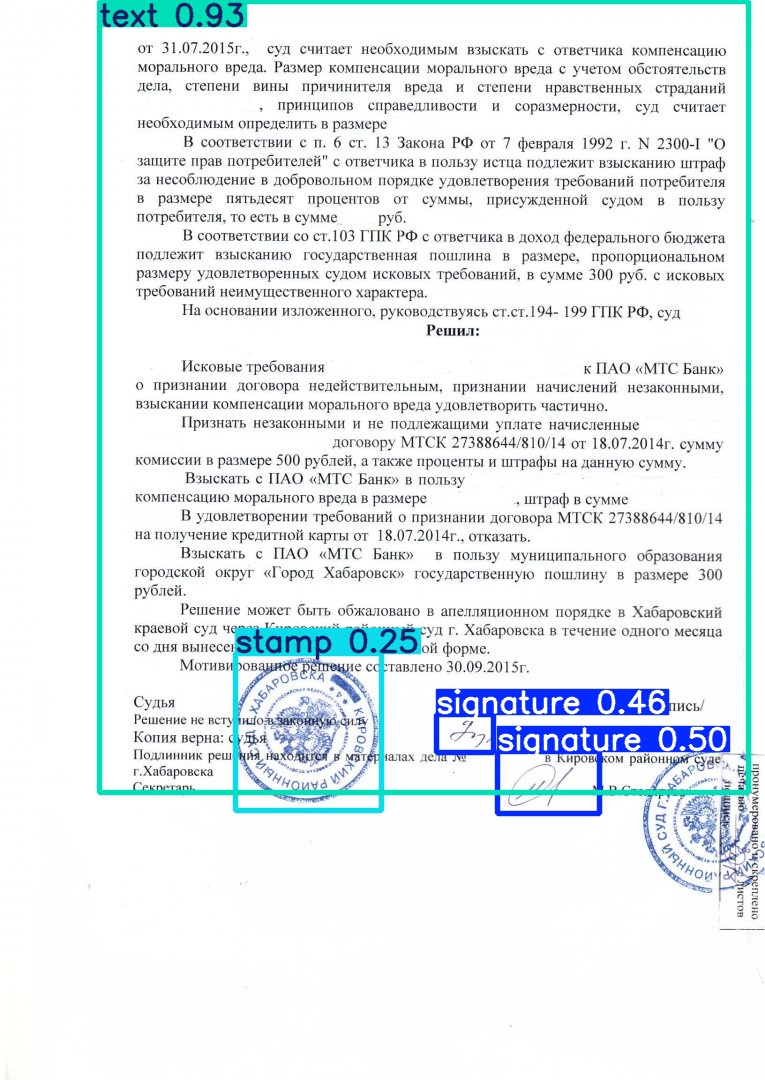 text 0.93
от 31.07.2015г., суд считает необходимым взыскать с ответчика компенсацию
морального вреда. Размер компенсации морального вреда с учетом обстоятельств
дела, степени вины причинителя вреда и степени нравственных страданий
, принципов справедливости и соразмерности, суд считает
необходимым определить в размере
В соответствии с п. 6 ст. 13 Закона РФ от 7 февраля 1992 г. N 2300-I "О
защите прав потребителей" с ответчика в пользу истца подлежит взысканию штраф
за несоблюдение в добровольном порядке удовлетворения требований потребителя
в размере пятьдесят процентов от суммы, присужденной судом в пользу
потребителя, то есть в сумме руб.
В соответствии со ст.103 ГПК РФ с ответчика в доход федерального бюджета
подлежит взысканию государственная пошлина в размере, пропорциональном
размеру удовлетворенных судом исковых требований, в сумме 300 руб. с исковых
требований неимущественного характера.
На основании изложенного, руководствуясь ст.ст.194- 199 ГПК РФ, суд
Решил:
Исковые требования к ПАО «МТС Банк»
о признании договора недействительным, признании начислений незаконными,
взыскании компенсации морального вреда удовлетворить частично.
Признать незаконными и не подлежащими уплате начисленные
договору МТСК 27388644/810/14 от 18.07.2014г. сумму
комиссии в размере 500 рублей, а также проценты и штрафы на данную сумму.
Взыскать с ПАО «МТС Банк» в пользу
компенсацию морального вреда в размере , штраф в сумме
В удовлетворении требований о признании договора МТСК 27388644/810/14
на получение кредитной карты от 18.07.2014г., отказать.
Взыскать с ПАО «МТС Банк» в пользу муниципального образования
городской округ «Город Хабаровск» государственную пошлину в размере 300
рублей.
Решение может быть обжаловано в апелляционном порядке в Хабаровский
краевой суд через Кировский районный суд г. Хабаровска в течение одного месяца
stamp 0.25
со дня вынесен ой форме.
Мотивированное решение составлено 30.09.2015г.
signature 0.46
Судья пись/
Решение не вступило в законную силу
Копия верна: судья
signature 0.50
Подлинник решения находится в материалах дела № в Кировском районном суде
г.Хабаровска
Секретарь
КИРОВСКИЙ РАЙОННЫЙ СУД Г.ХАБАРОВСКА
РАЙОННЫЙ СУД Г.ХАБАРОВСК
пронумеровано и скреплено
листов